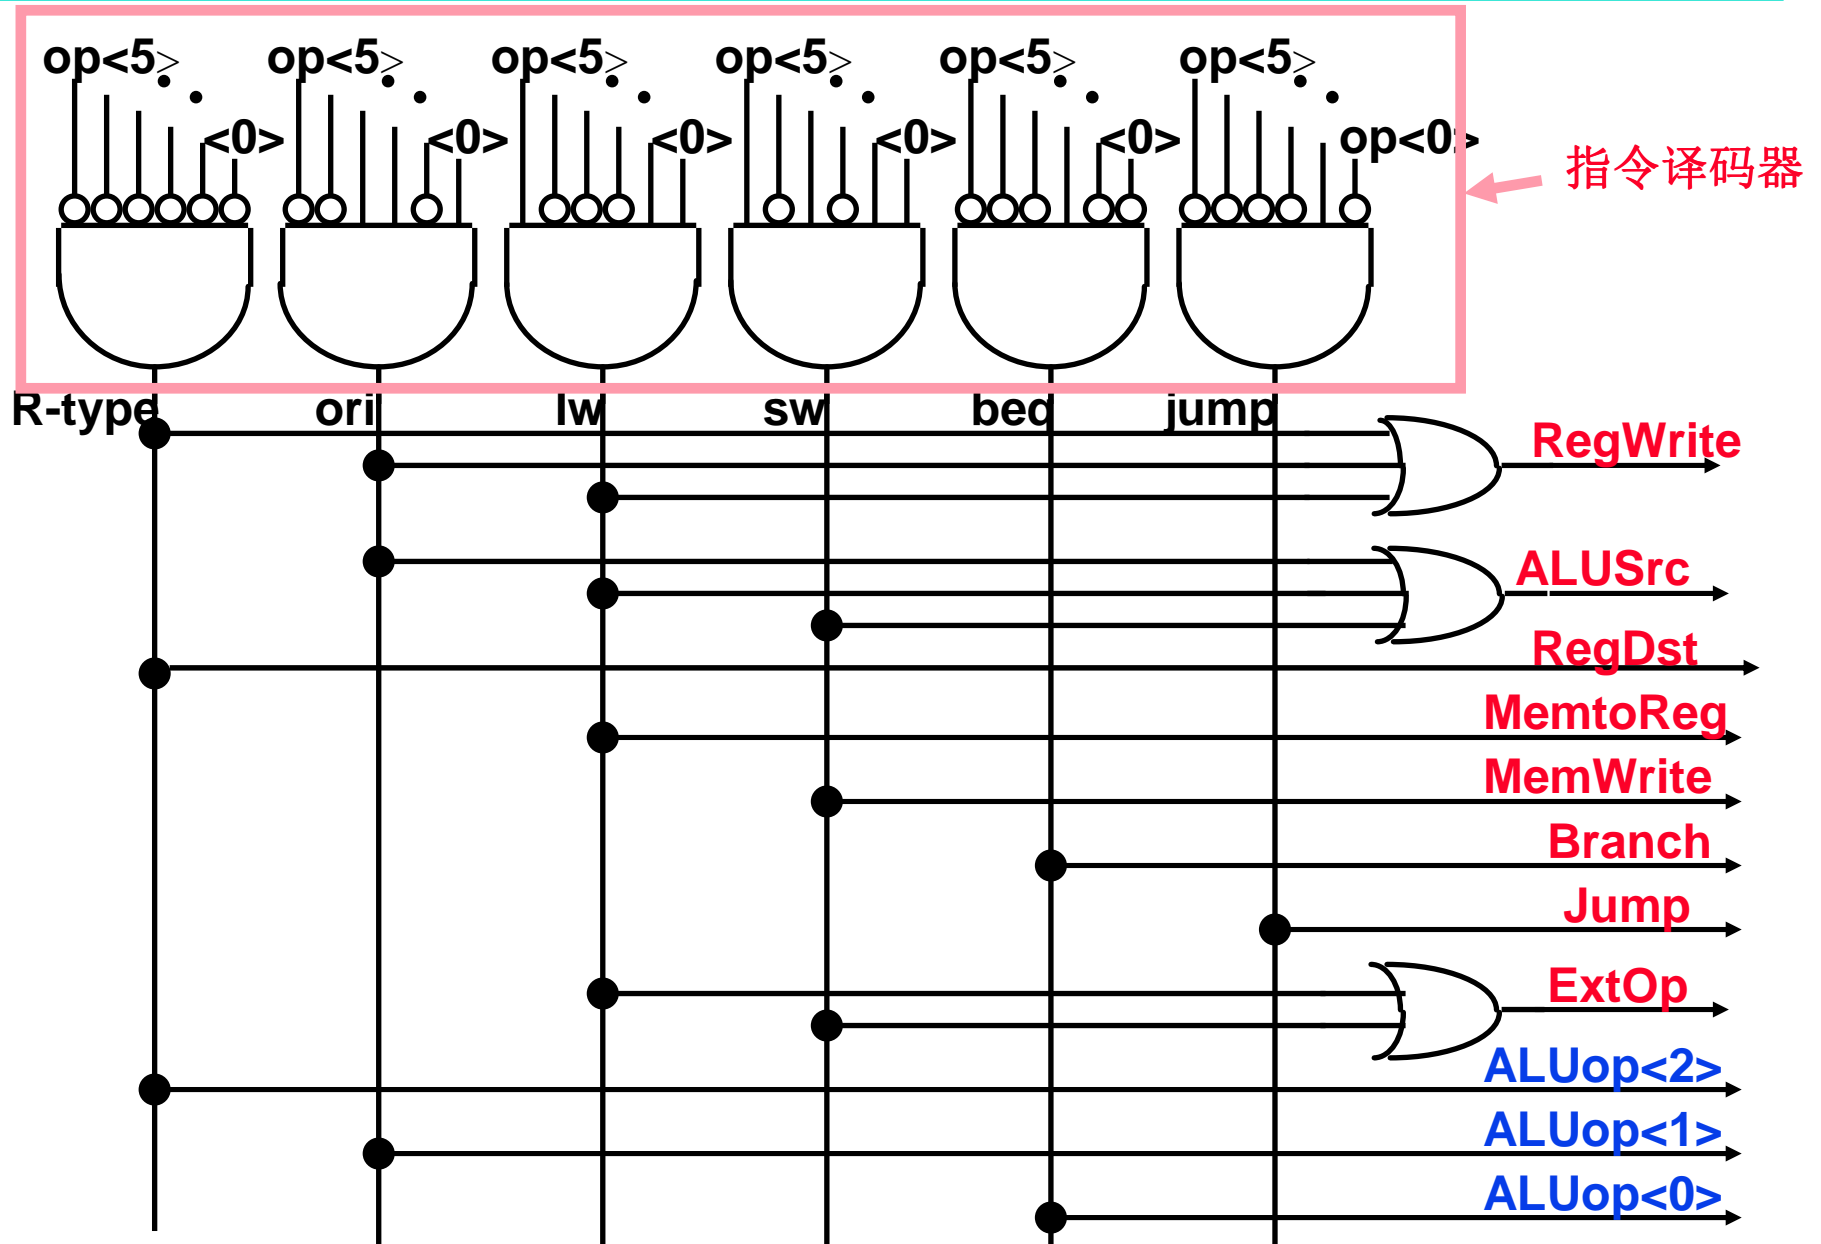 op<5> op<5> op<5> op<5> op<5> op<5>
<0> <0> <0> <0> <0> op<0>
指令译码器
R-type ori lw sw beq jump
RegWrite
ALUSrc
RegDst
MemtoReg
MemWrite
Branch
Jump
ExtOp
ALUop<2>
ALUop<1>
ALUop<0>